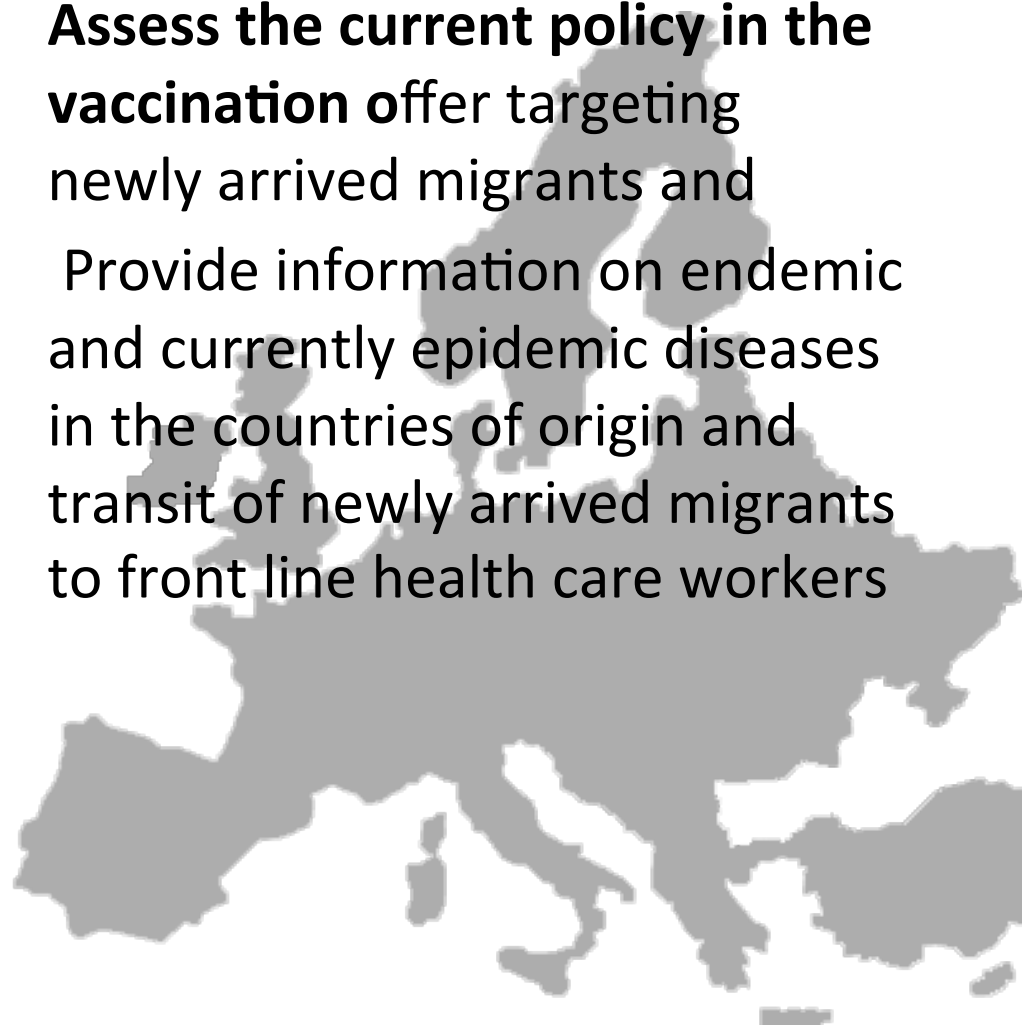 Assess the current policy in the
vaccination offer targeting
newly arrived migrants and
Provide information on endemic
and currently epidemic diseases
in the countries of origin and
transit of newly arrived migrants
to front line health care workers